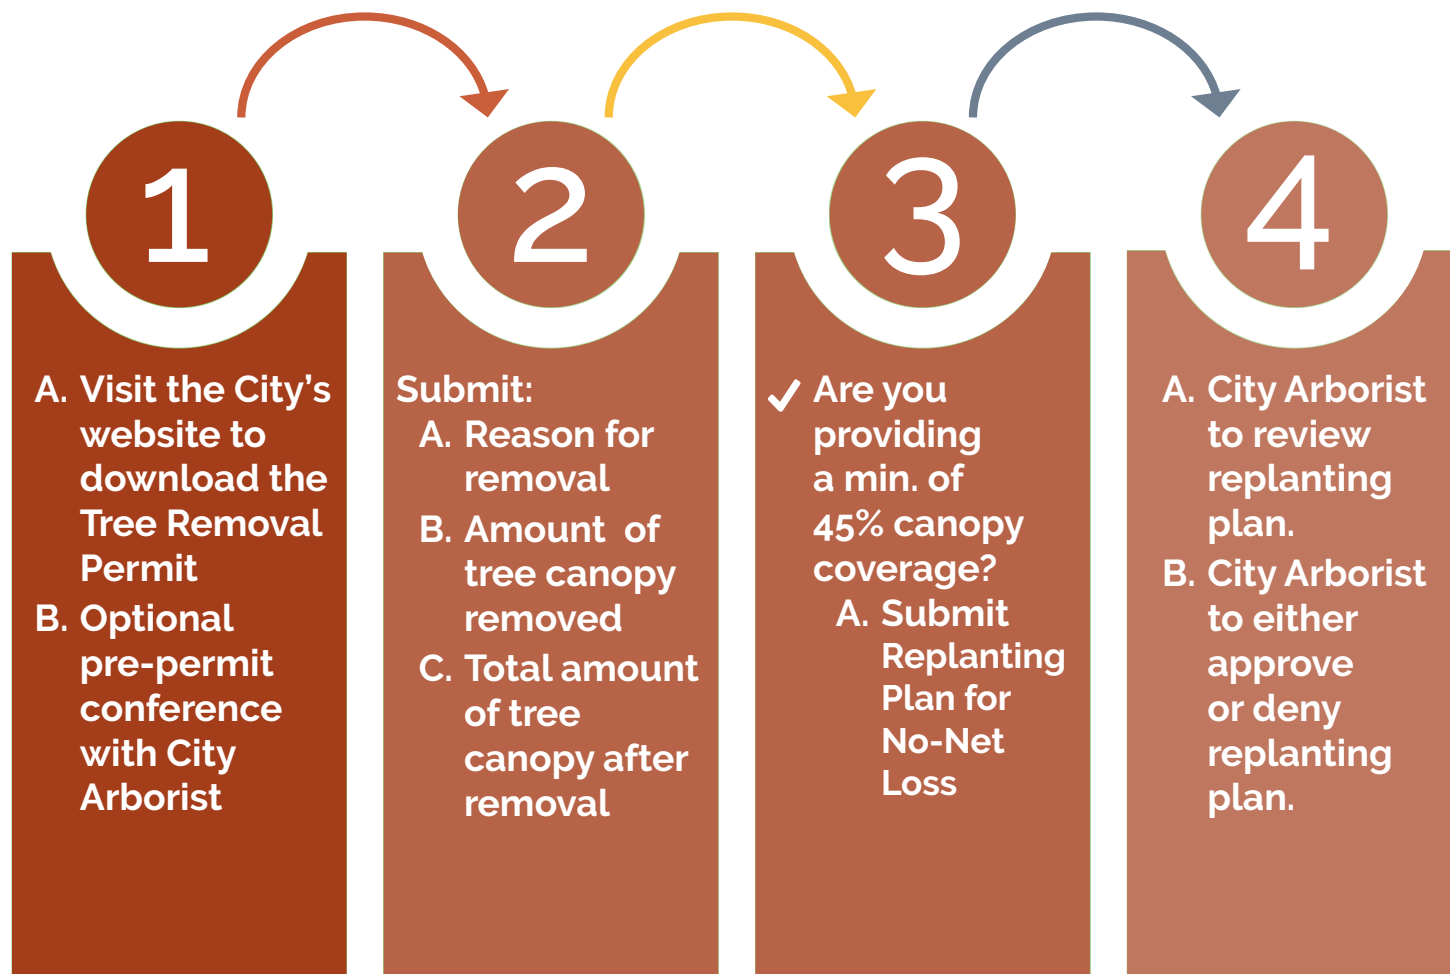 1
A. Visit the City's
website to
download the
Tree Removal
Permit
B. Optional
pre-permit
conference
with City
Arborist
2
Submit:
A. Reason for
removal
B. Amount of
tree canopy
removed
C. Total amount
of tree
canopy after
removal
3
✓ Are you
providing
a min. of
45% canopy
coverage?
A. Submit
Replanting
Plan for
No-Net
Loss
4
A. City Arborist
to review
replanting
plan.
B. City Arborist
to either
approve
or deny
replanting
plan.